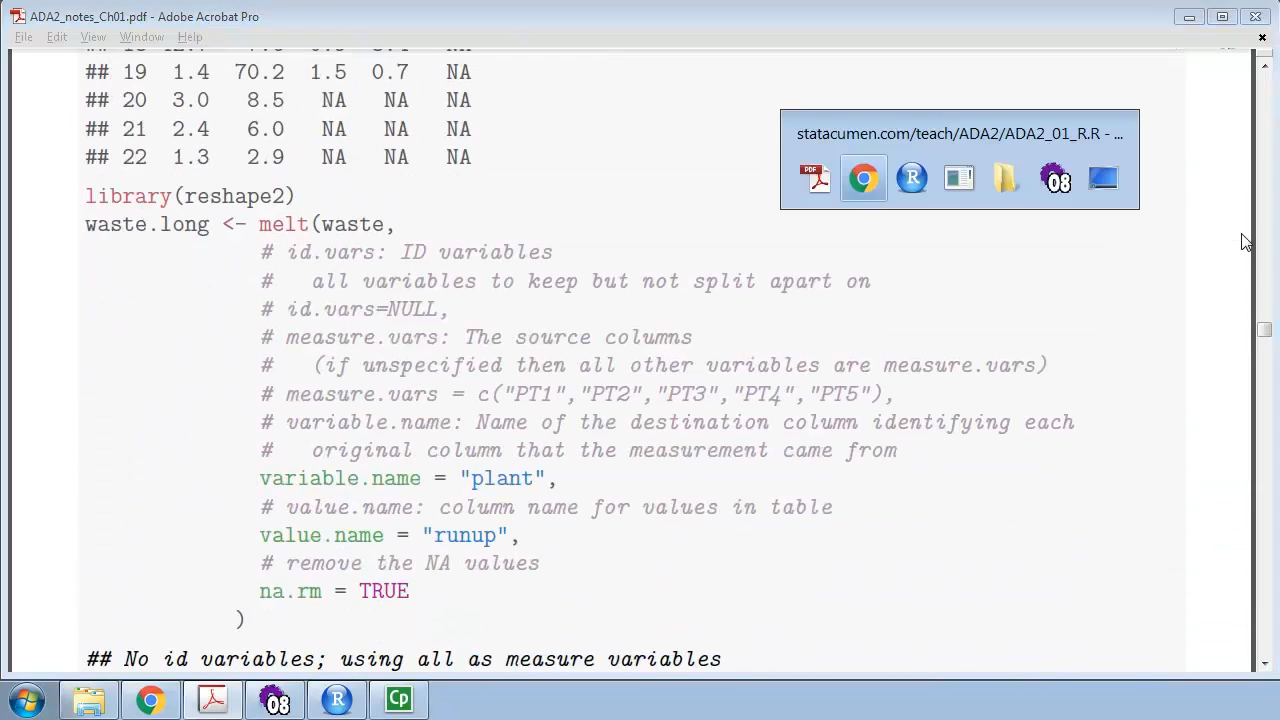 ADA2_notes_Ch01.pdf - Adobe Acrobat Pro
File Edit View Window Help
## 19 1.4 70.2 1.5 0.7 NA
## 20 3.0 8.5 NA NA NA
## 21 2.4 6.0 NA NA NA
## 22 1.3 2.9 NA NA NA
statacumen.com/teach/ADA2/ADA2_01_R.R - ...
PDF
R
08
library(reshape2)
waste.long <- melt(waste,
# id.vars: ID variables
# all variables to keep but not split apart on
# id.vars=NULL,
# measure.vars: The source columns
# (if unspecified then all other variables are measure.vars)
# measure.vars = c("PT1","PT2","PT3","PT4","PT5"),
# variable.name: Name of the destination column identifying each
# original column that the measurement came from
variable.name = "plant",
# value.name: column name for values in table
value.name = "runup",
# remove the NA values
na.rm = TRUE
)
## No id variables; using all as measure variables
08
R
Cp